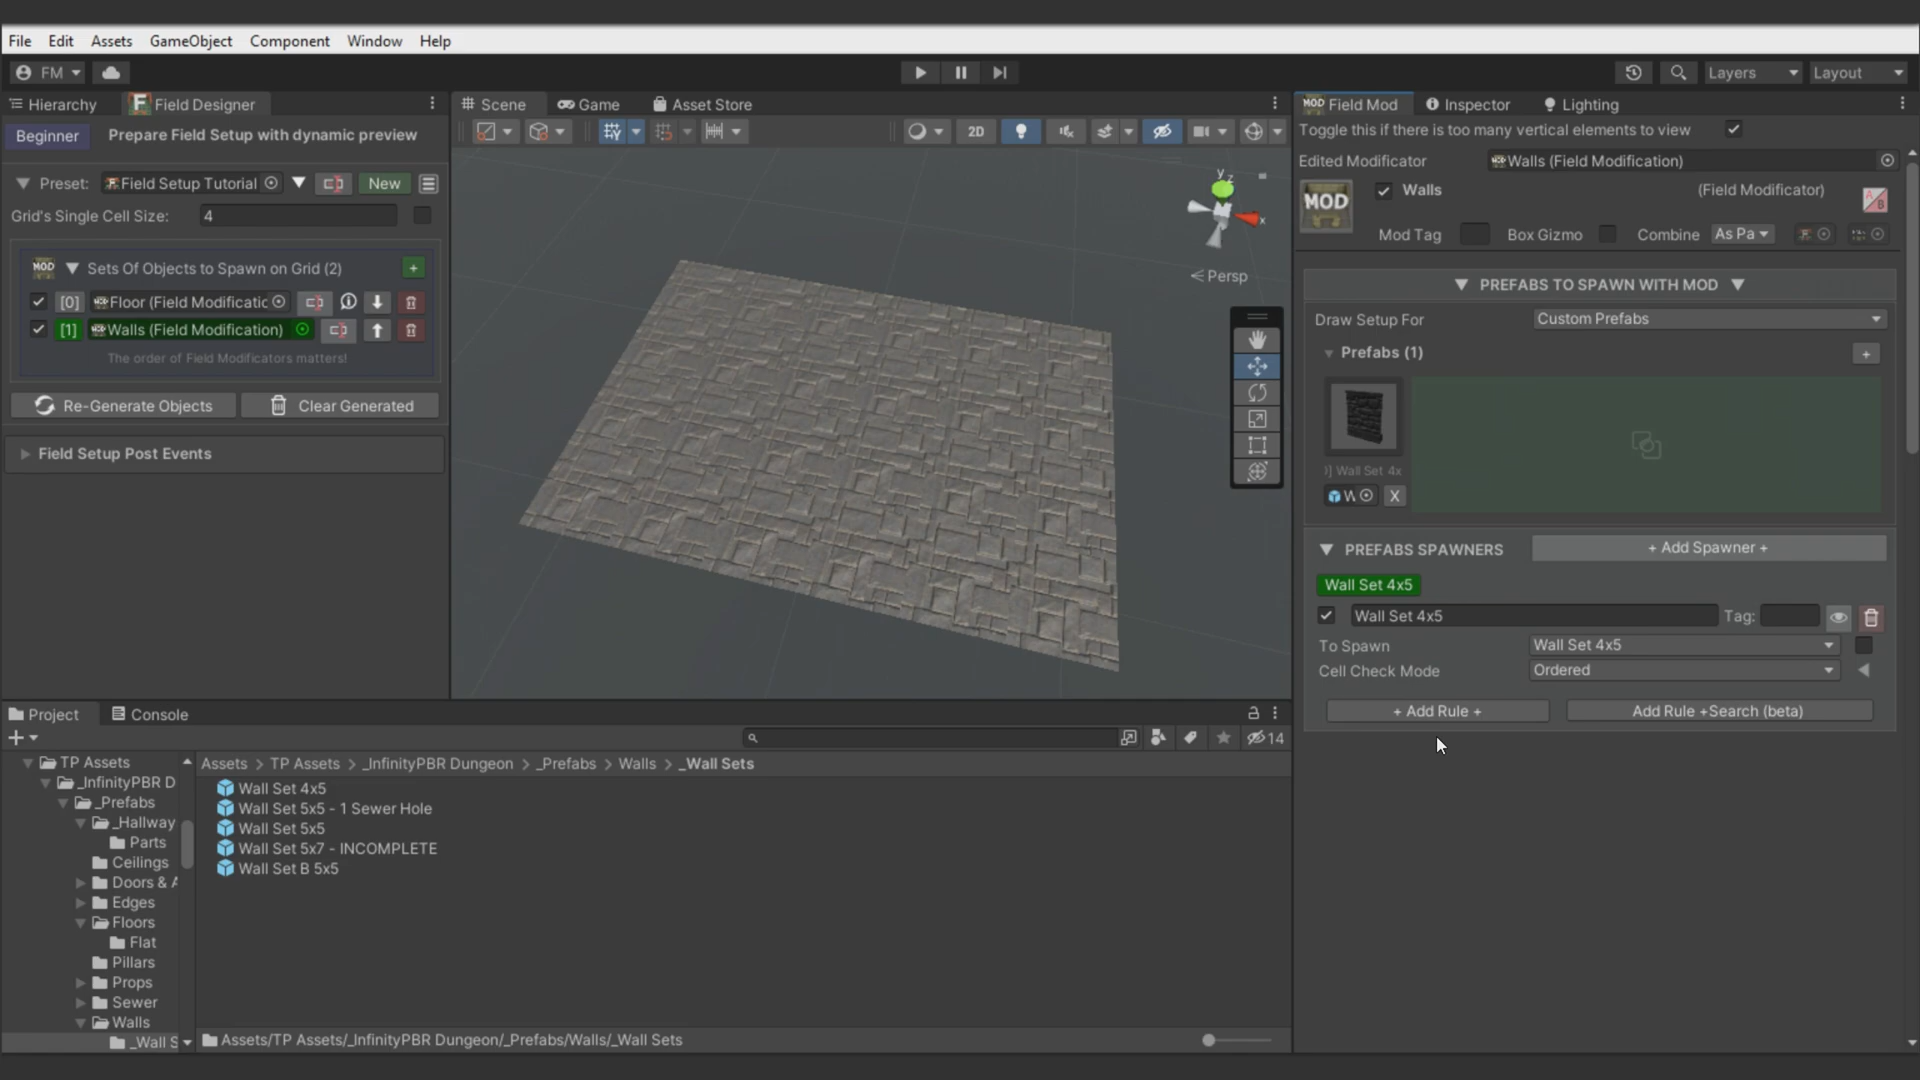 File Edit Assets GameObject Component Window Help
FM
Layers
Layout
Hierarchy
Field Designer
Beginner
Prepare Field Setup with dynamic preview
Preset:
Field Setup Tutorial
New
Grid's Single Cell Size:
4
MOD
Sets Of Objects to Spawn on Grid (2)
[0]
Floor (Field Modificatic
[1]
Walls (Field Modification)
The order of Field Modificators matters!
Re-Generate Objects
Clear Generated
Field Setup Post Events
Scene
Game
Asset Store
2D
y
z
x
Persp
MOD
Field Mod
Inspector
Lighting
Toggle this if there is too many vertical elements to view
Edited Modificator
Walls (Field Modification)
MOD
Walls
(Field Modificator)
A/B
Mod Tag
Box Gizmo
Combine
As Pa
PREFABS TO SPAWN WITH MOD
Draw Setup For
Custom Prefabs
Prefabs (1)
+
)] Wall Set 4x
X
PREFABS SPAWNERS
+ Add Spawner +
Wall Set 4x5
Wall Set 4x5
Tag:
To Spawn
Wall Set 4x5
Cell Check Mode
Ordered
+ Add Rule +
Add Rule +Search (beta)
Project
Console
14
TP Assets
_InfinityPBR D
_Prefabs
_Hallway
Parts
Ceilings
Doors & A
Edges
Floors
Flat
Pillars
Props
Sewer
Walls
_Wall S
Assets > TP Assets > _InfinityPBR Dungeon > _Prefabs > Walls > _Wall Sets
Wall Set 4x5
Wall Set 5x5 - 1 Sewer Hole
Wall Set 5x5
Wall Set 5x7 - INCOMPLETE
Wall Set B 5x5
Assets/TP Assets/_InfinityPBR Dungeon/_Prefabs/Walls/_Wall Sets